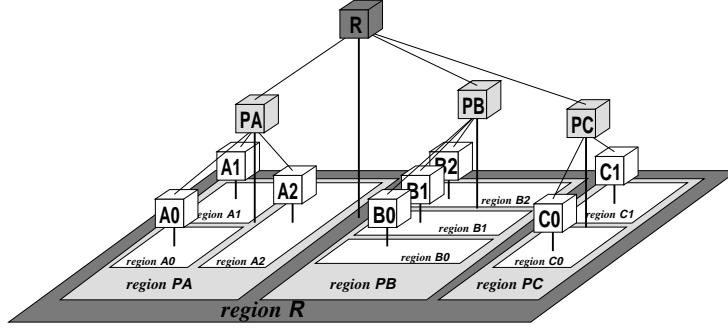 R
PA
PB
PC
A1
A2
A0
B2
B1
B0
C1
C0
region A1
region B2
region C1
region B1
region A0
region A2
region B0
region C0
region PA
region PB
region PC
region R